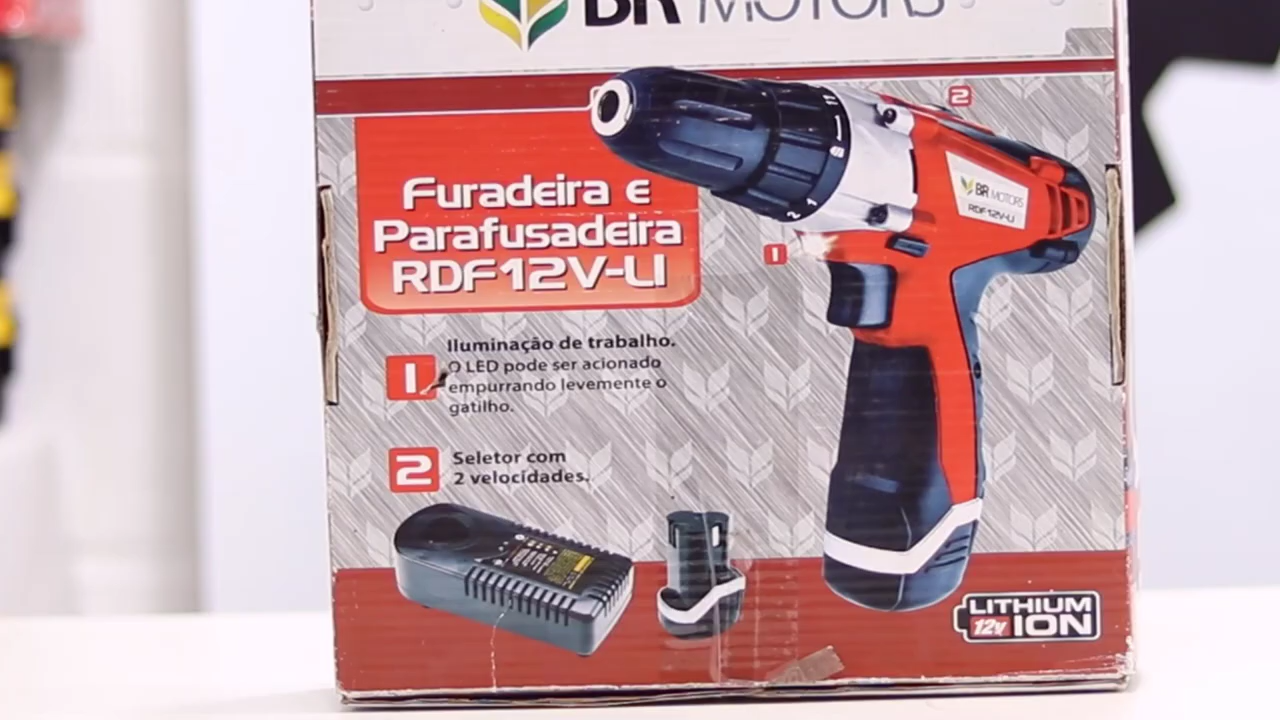 BR MOTORS
2
BR MOTORS
RDF12V-LI
Furadeira e
Parafusadeira
RDF12V-LI
1
1
Iluminação de trabalho.
O LED pode ser acionado
empurrando levemente o
gatilho.
2
Seletor com
2 velocidades.
LITHIUM
12V ION